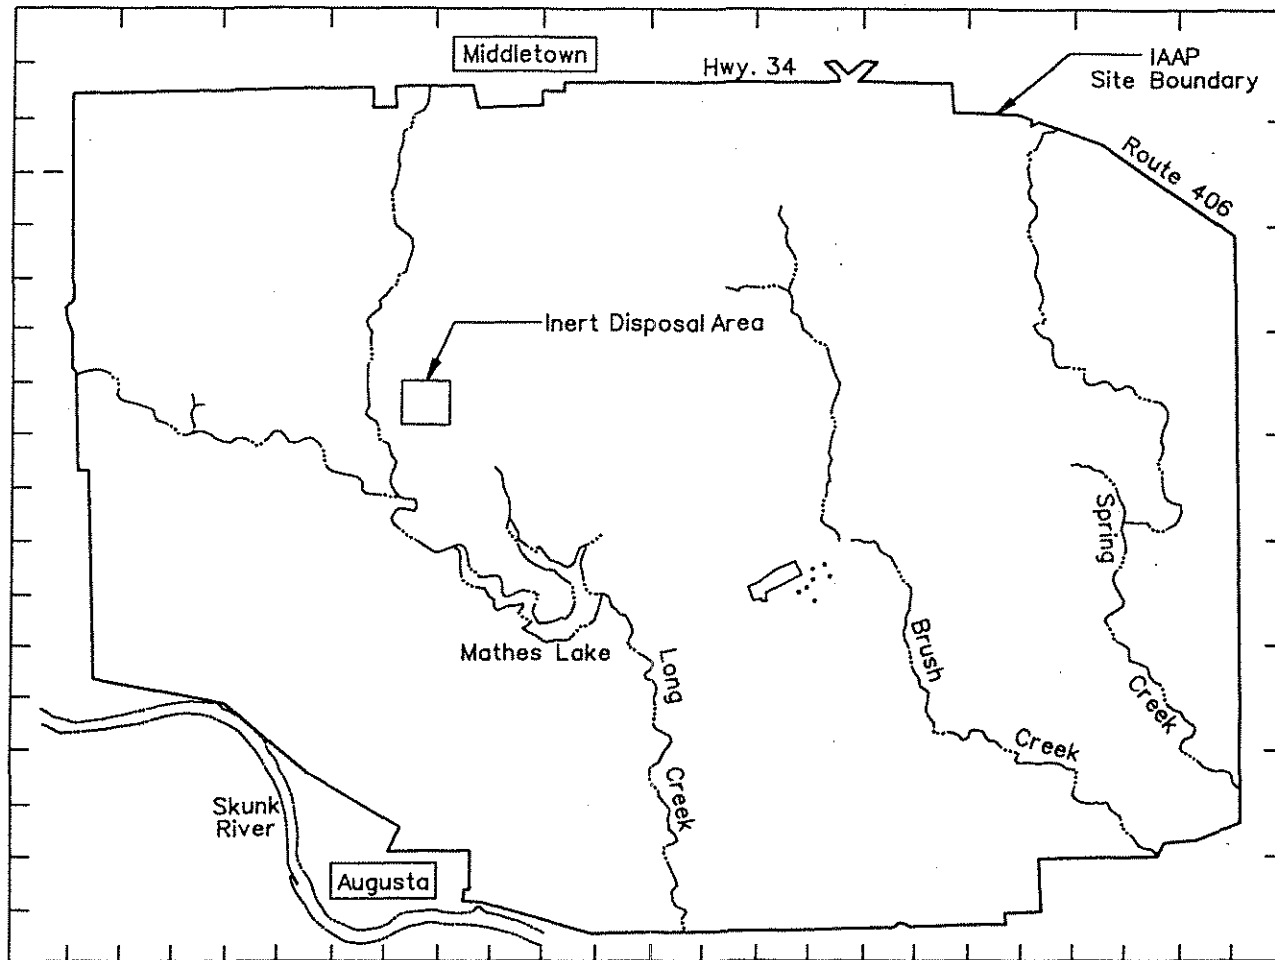 Middletown
Hwy. 34
IAAP
Site Boundary
Route 406
Inert Disposal Area
Spring
Creek
Mathes Lake
Long
Creek
Brush
Creek
Skunk
River
Augusta